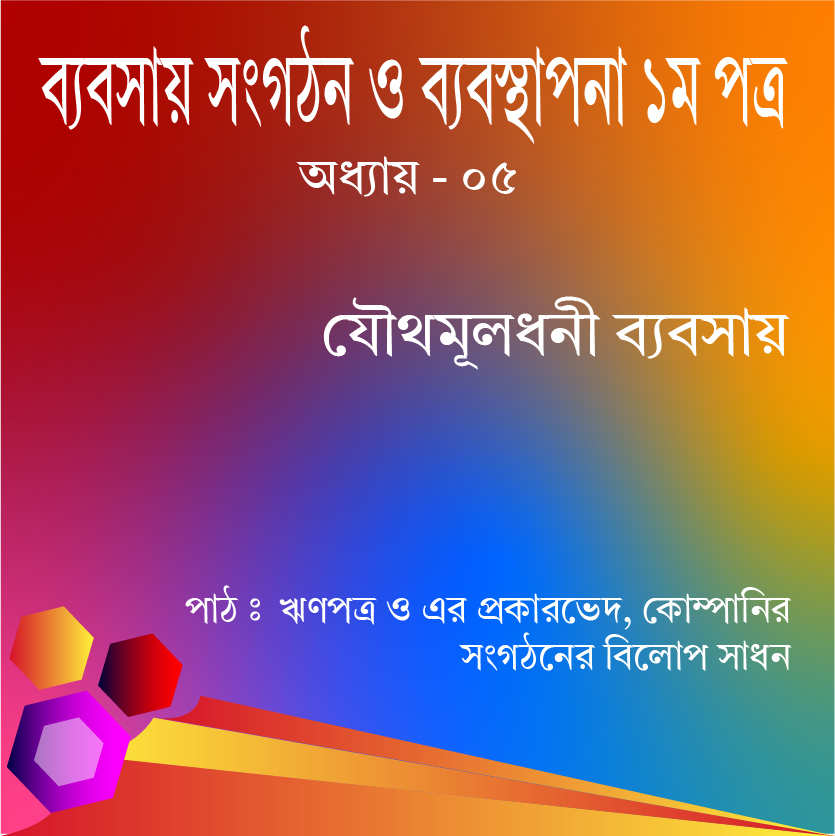 ব্যবসায় সংগঠন ও ব্যবস্থাপনা ১ম পত্র
অধ্যায় - ০৫
যৌথমূলধনী ব্যবসায়
পাঠ ঃ ঋণপত্র ও এর প্রকারভেদ, কোম্পানির
সংগঠনের বিলোপ সাধন